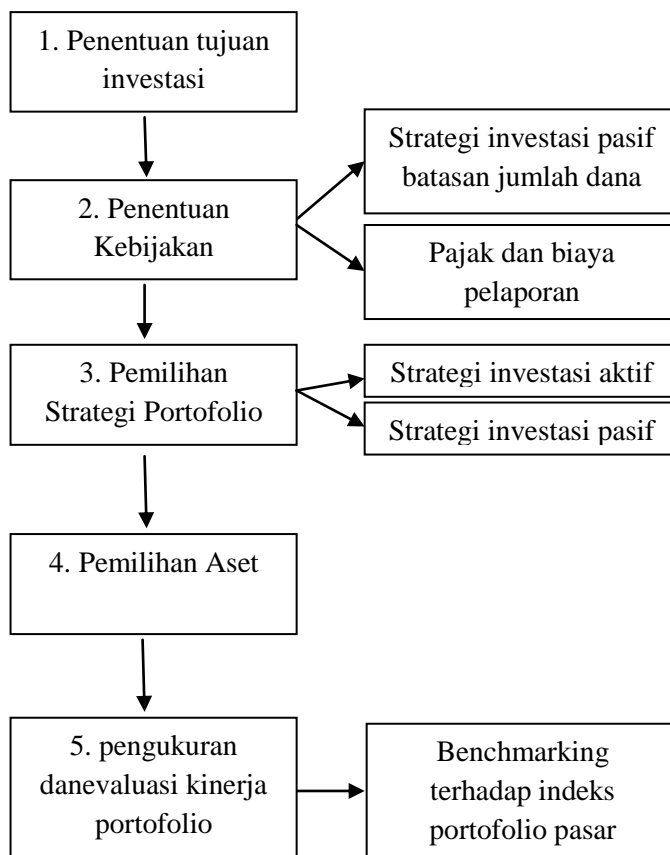 1. Penentuan tujuan
investasi
2. Penentuan
Kebijakan
Strategi investasi pasif
batasan jumlah dana
Pajak dan biaya
pelaporan
3. Pemilihan
Strategi Portofolio
Strategi investasi aktif
Strategi investasi pasif
4. Pemilihan Aset
5. pengukuran
danevaluasi kinerja
portofolio
Benchmarking
terhadap indeks
portofolio pasar